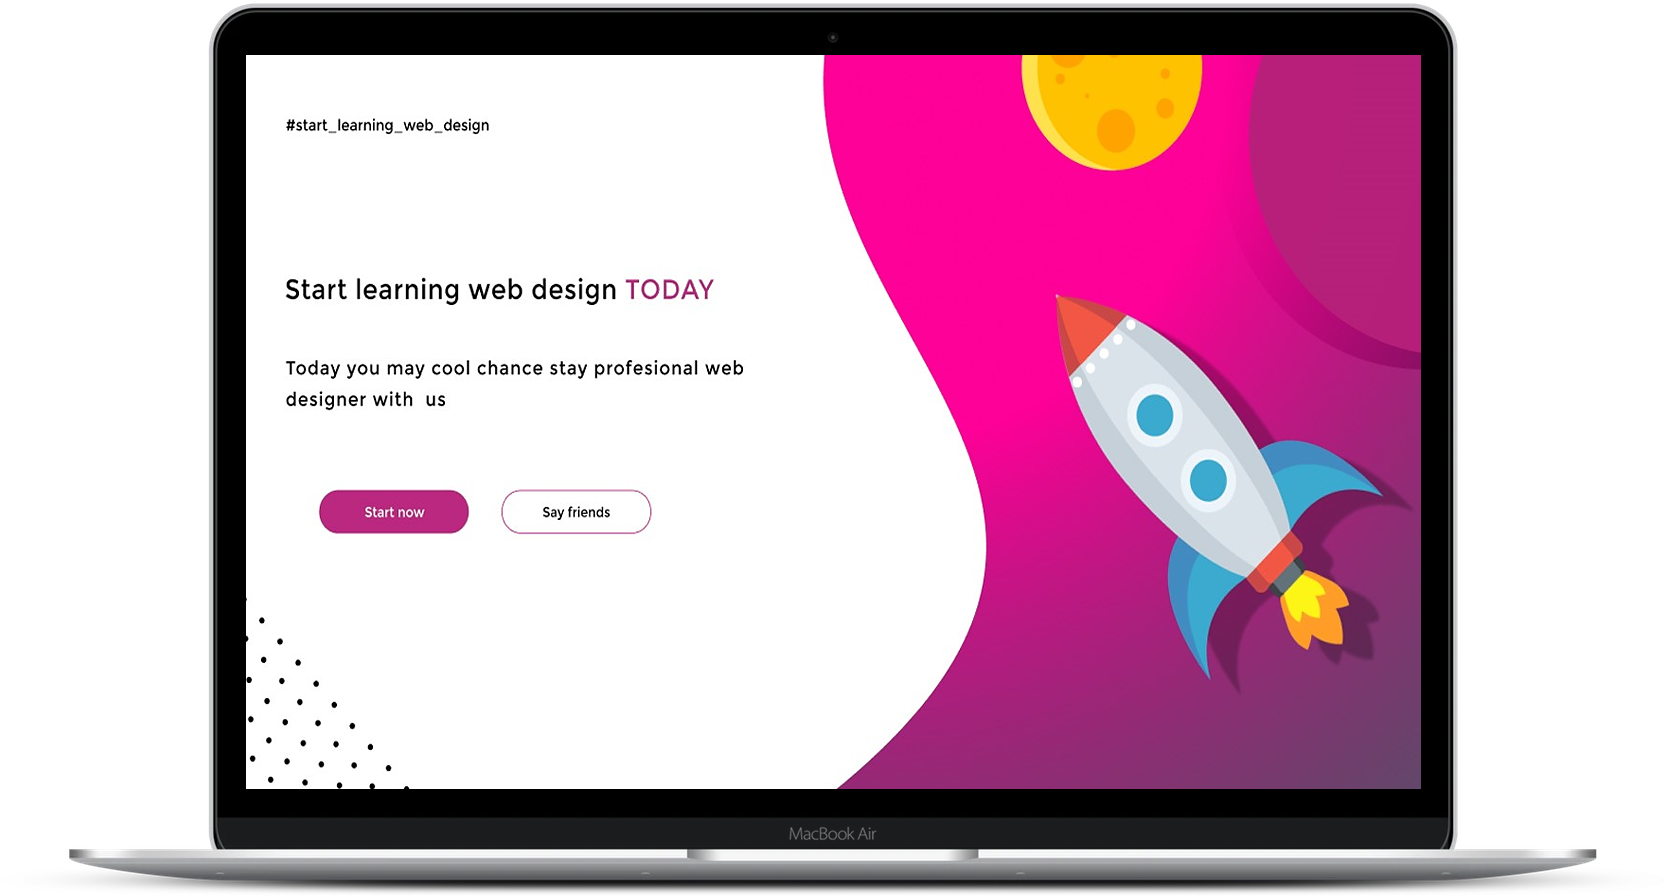 #start_learning_web_design
Start learning web design TODAY
Today you may cool chance stay profesional web
designer with  us
Start now
Say friends
MacBook Air